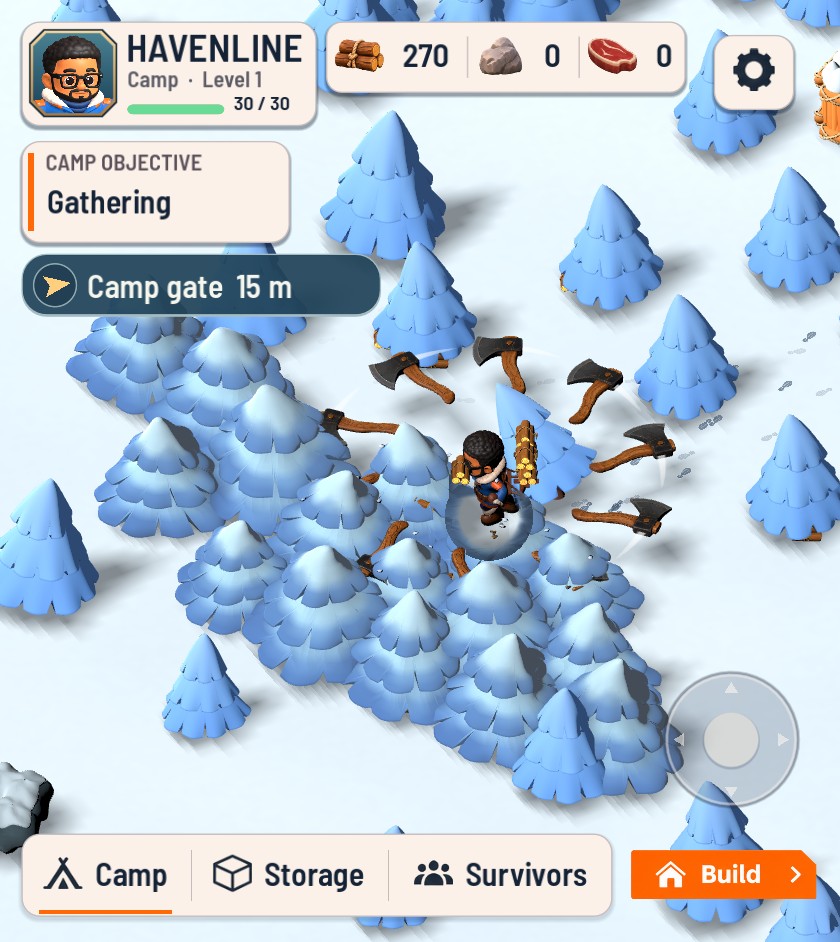 HAVENLINE
Camp · Level 1
30 / 30
270
0
0
CAMP OBJECTIVE
Gathering
Camp gate 15 m
Camp
Storage
Survivors
Build